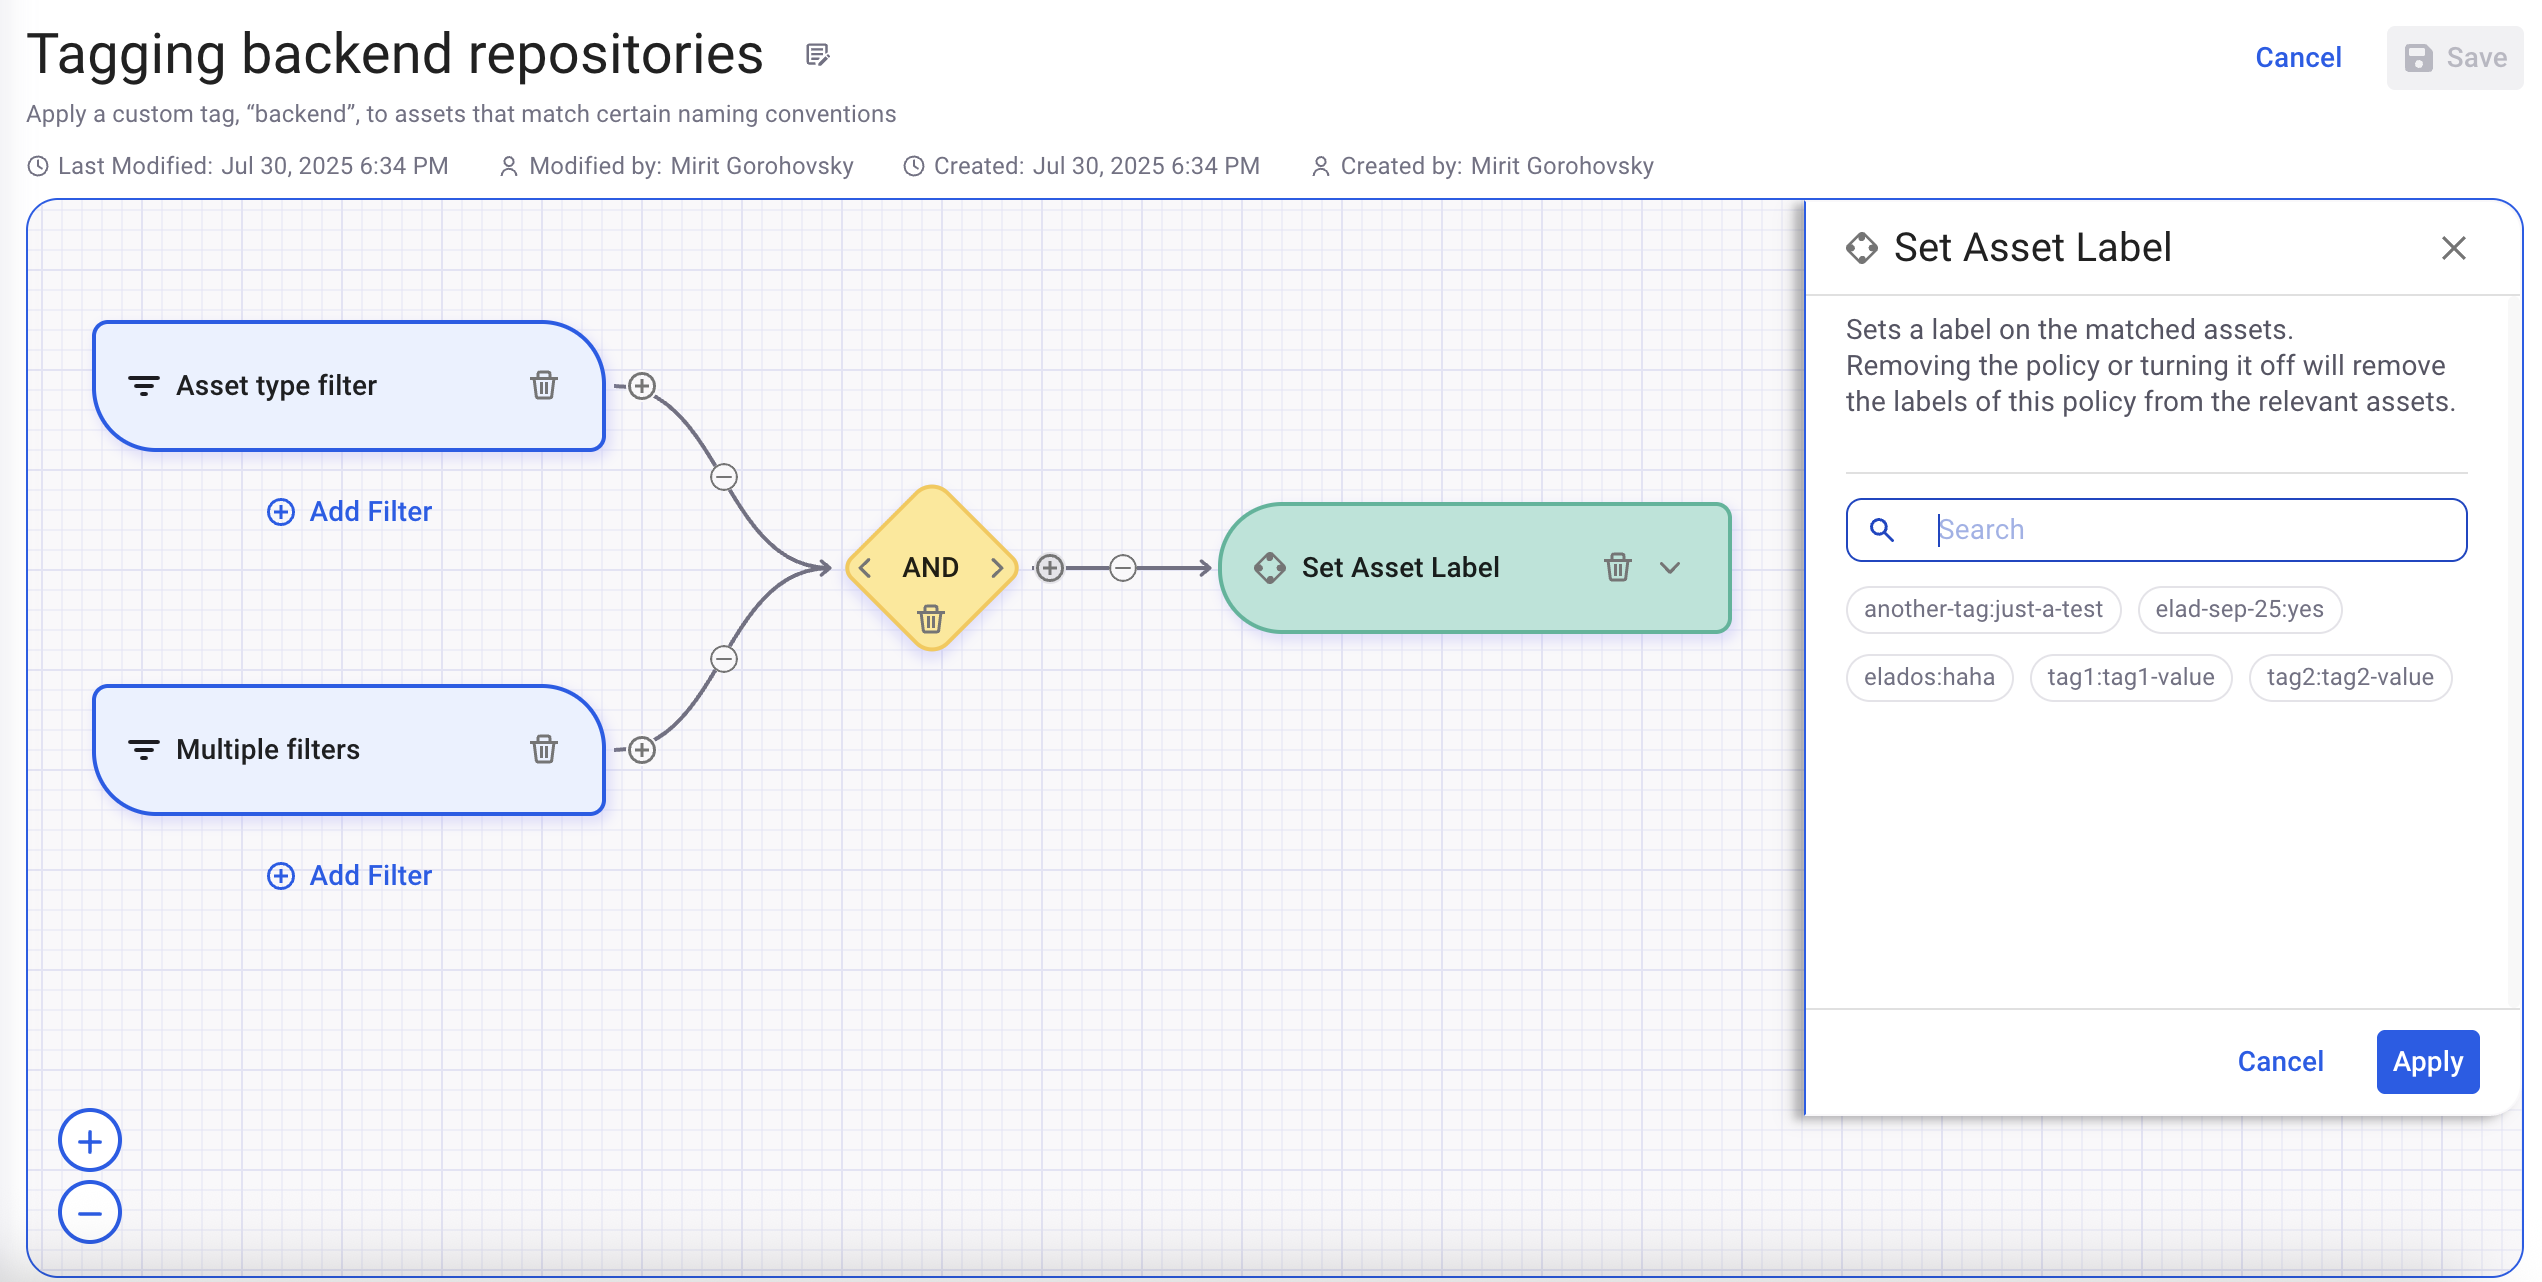 Tagging backend repositories
Cancel
Save
Apply a custom tag, “backend”, to assets that match certain naming conventions
Last Modified: Jul 30, 2025 6:34 PM
Modified by: Mirit Gorohovsky
Created: Jul 30, 2025 6:34 PM
Created by: Mirit Gorohovsky
Asset type filter
Add Filter
Multiple filters
Add Filter
AND
Set Asset Label
Set Asset Label
Sets a label on the matched assets.
Removing the policy or turning it off will remove
the labels of this policy from the relevant assets.
Search
another-tag:just-a-test
elad-sep-25:yes
elados:haha
tag1:tag1-value
tag2:tag2-value
Cancel
Apply